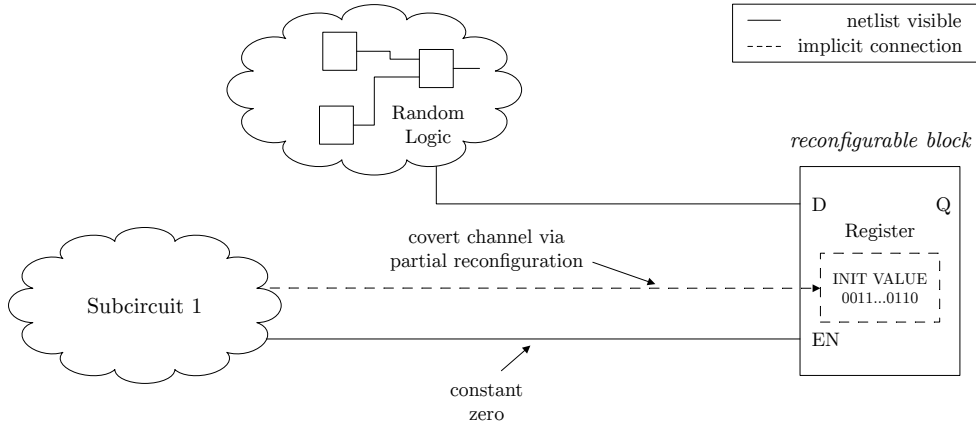 netlist visible
implicit connection
Random
Logic
reconfigurable block
D
Q
Register
covert channel via
partial reconfiguration
INIT VALUE
0011...0110
Subcircuit 1
EN
constant
zero